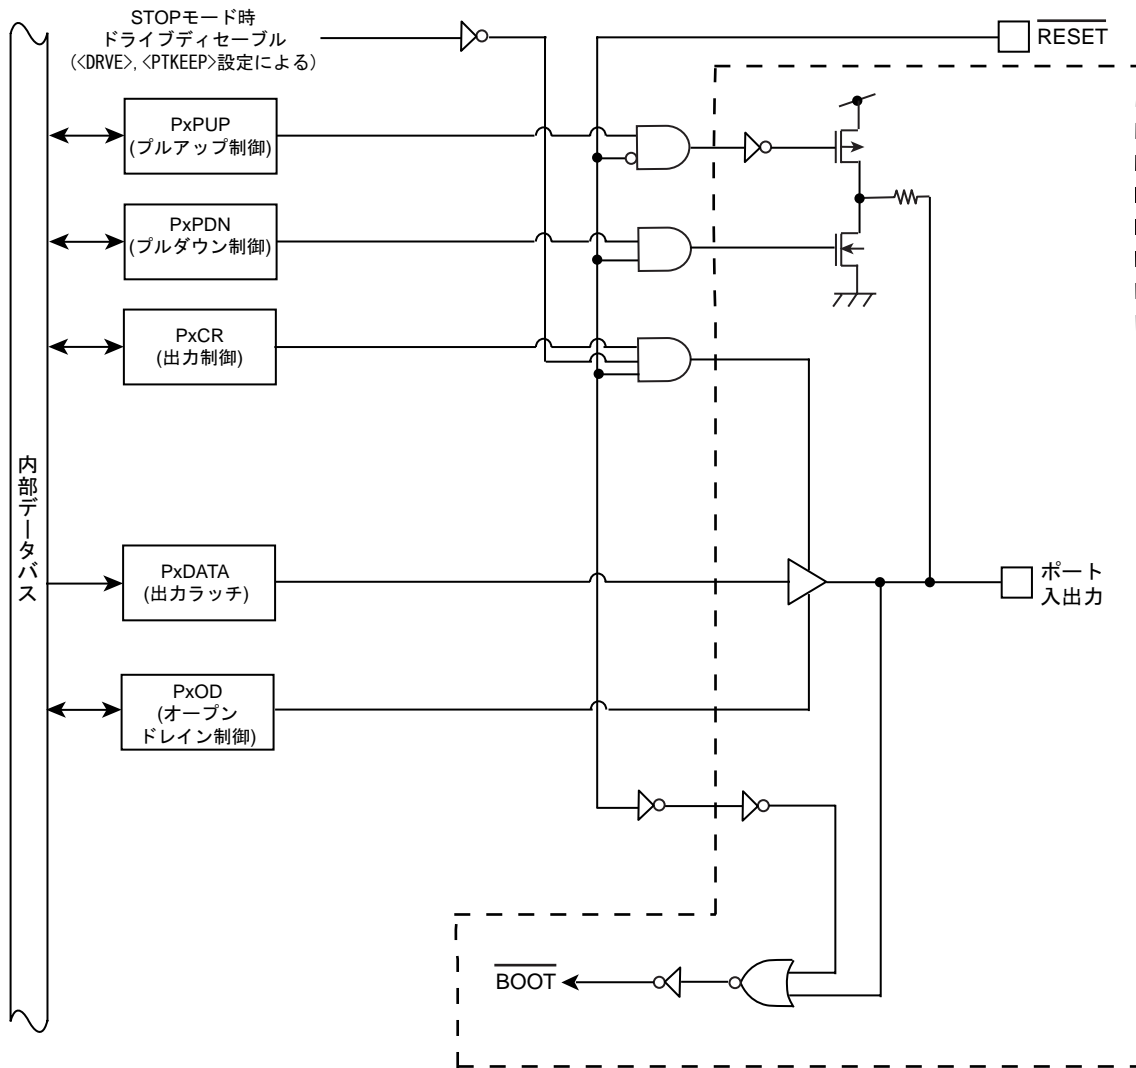 STOPモード時
ドライブディセーブル
(<DRVE>, <PTKEEP>設定による)
RESET
PxPUP
(プルアップ制御)
PxPDN
(プルダウン制御)
PxCR
(出力制御)
内部データバス
PxDATA
(出力ラッチ)
ポート
入出力
PxOD
(オープン
ドレイン制御)
BOOT